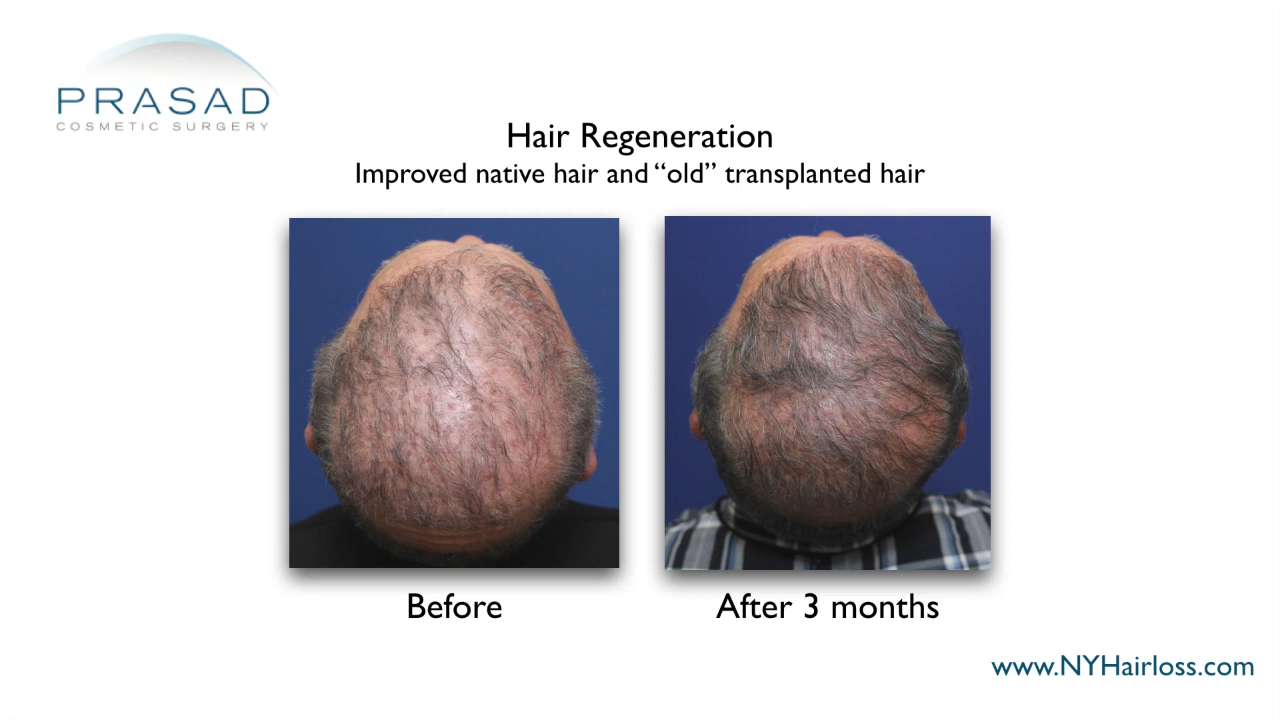 PRASAD
COSMETIC SURGERY
Hair Regeneration
Improved native hair and “old” transplanted hair
Before
After 3 months
www.NYHairloss.com